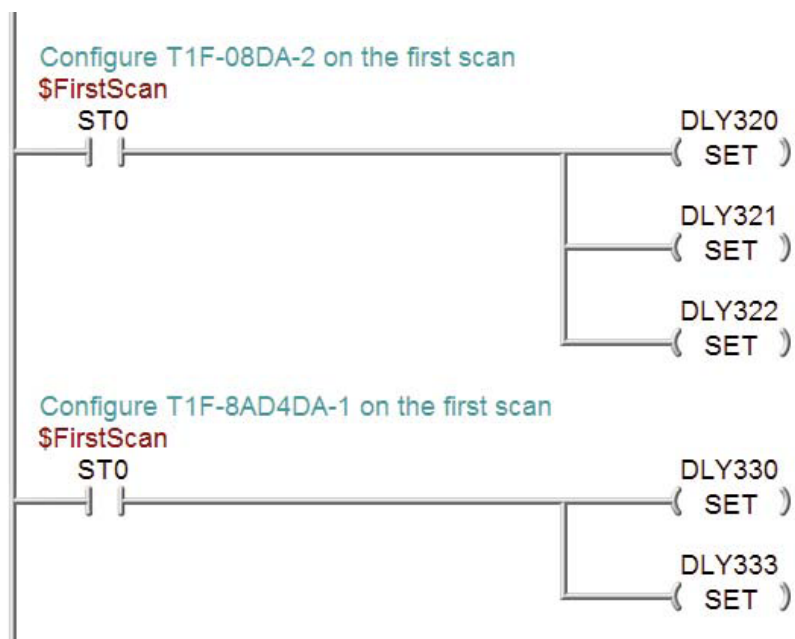 Configure T1F-08DA-2 on the first scan
$FirstScan
ST0
DLY320
SET
DLY321
SET
DLY322
SET
Configure T1F-8AD4DA-1 on the first scan
$FirstScan
ST0
DLY330
SET
DLY333
SET